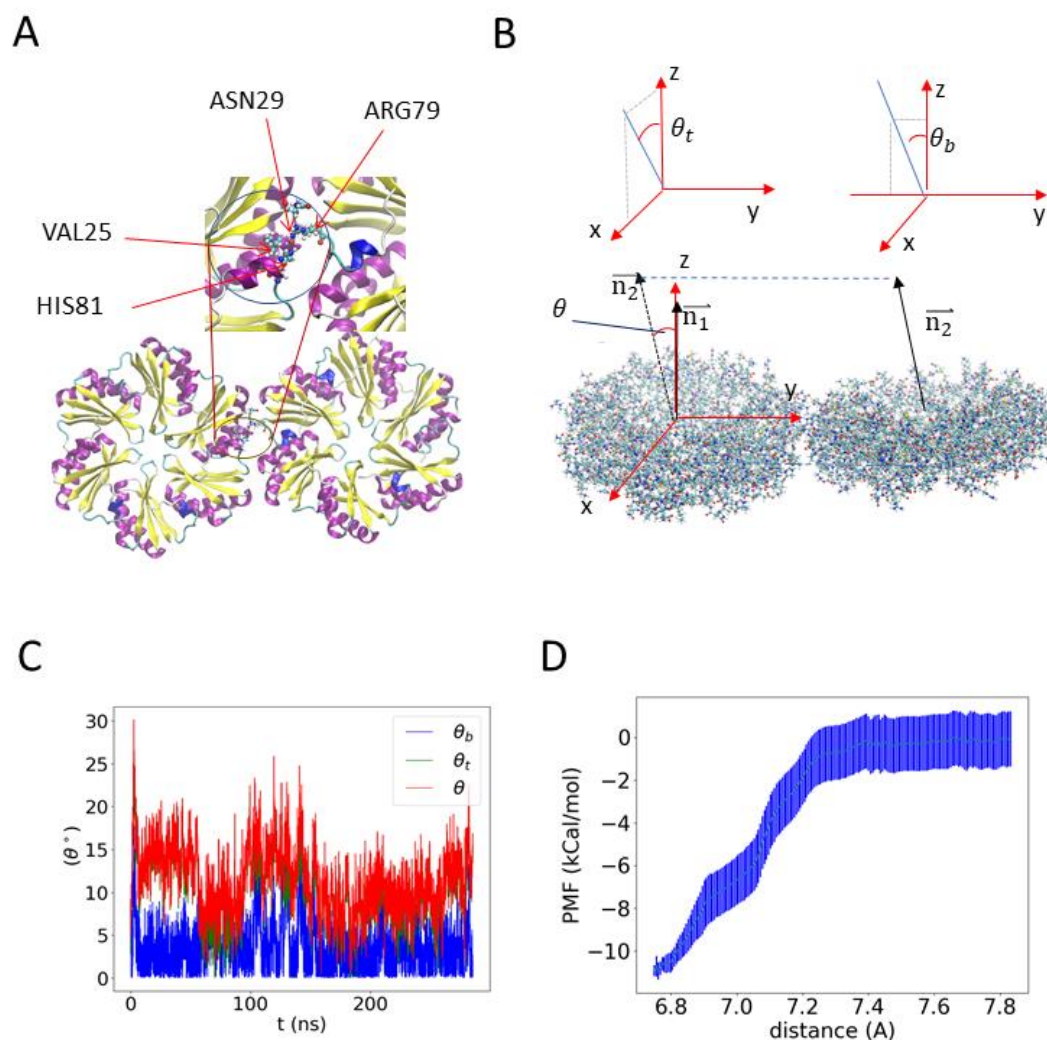 A
ASN29
ARG79
VAL25
HIS81
B
z
θt
y
x
z
θb
y
x
n2
z
θ
n1
n2
y
x
C
30
25
20
15
10
5
0
(θ°)
θb
θt
θ
0
100
200
t (ns)
D
0
−2
−4
−6
−8
−10
PMF (kCal/mol)
6.8
7.0
7.2
7.4
7.6
7.8
distance (A)